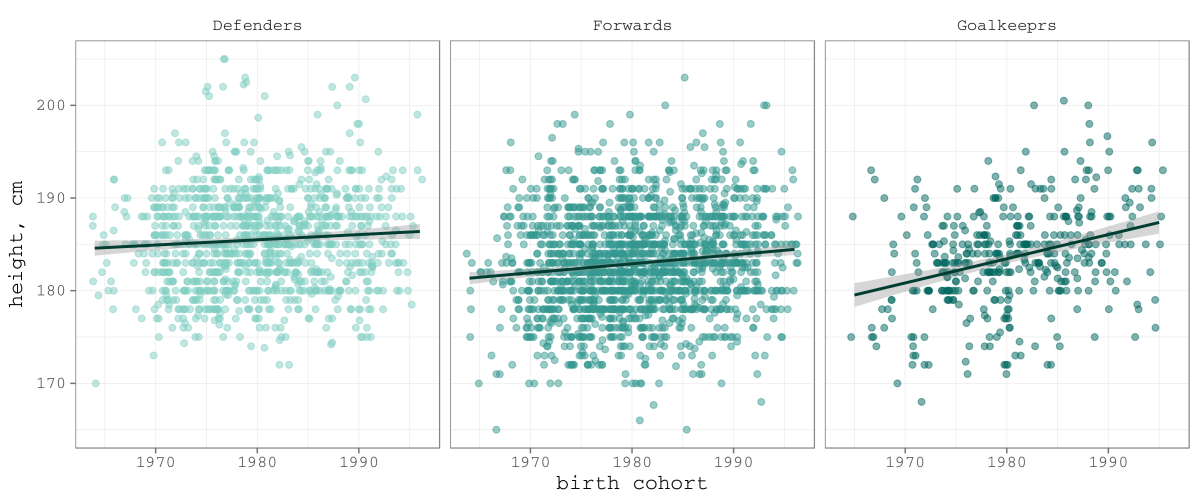 Defenders Forwards Goalkeeprs
height, cm
200
190
180
170
1970 1980 1990 1970 1980 1990 1970 1980 1990
birth cohort